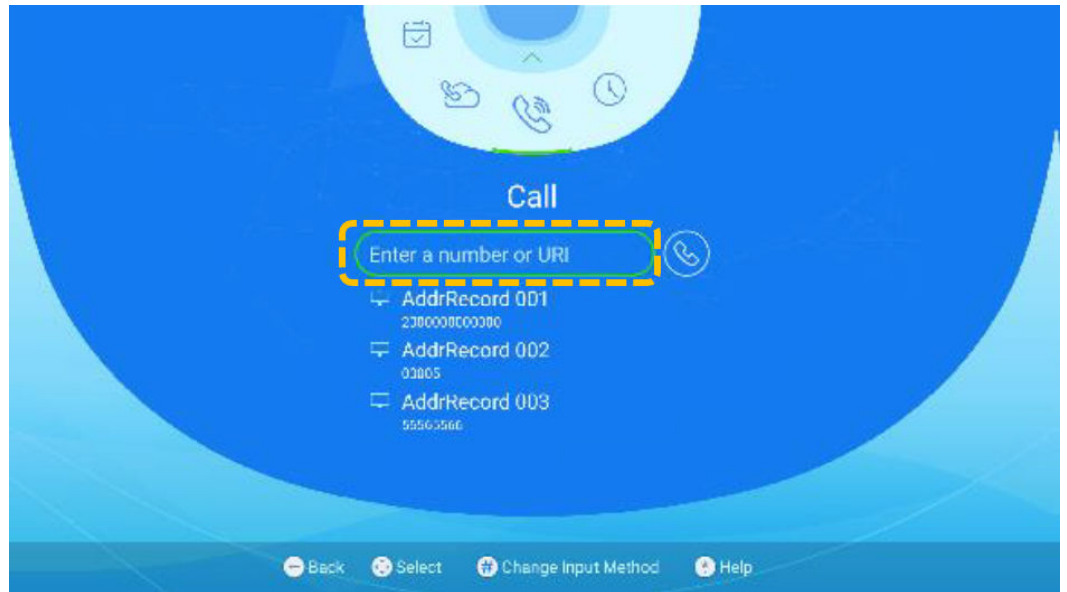 Call
Enter a number or URI
AddrRecord 001
AddrRecord 002
03805
AddrRecord 003
Back Select # Change Input Method * Help